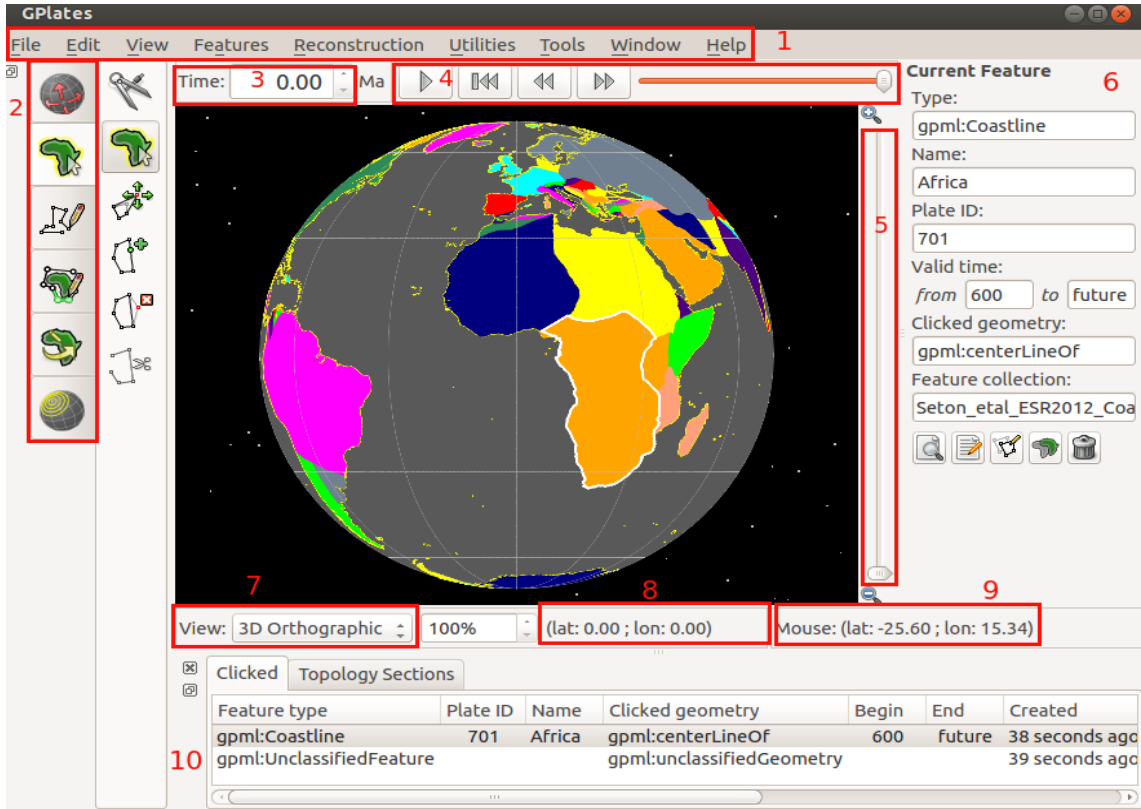 GPlates
File Edit View Features Reconstruction Utilities Tools Window Help 1
2
Time: 3 0.00 Ma 4
Current Feature 6
Type:
gpml:Coastline
Name:
Africa
Plate ID:
701
5
Valid time:
from 600 to future
Clicked geometry:
gpml:centerLineOf
Feature collection:
Seton_etal_ESR2012_Coa
7 8 9
View: 3D Orthographic 100% (lat: 0.00 ; lon: 0.00) Mouse: (lat: -25.60 ; lon: 15.34)
Clicked Topology Sections
Feature type Plate ID Name Clicked geometry Begin End Created
gpml:Coastline 701 Africa gpml:centerLineOf 600 future 38 seconds ago
10 gpml:UnclassifiedFeature gpml:unclassifiedGeometry 39 seconds ago